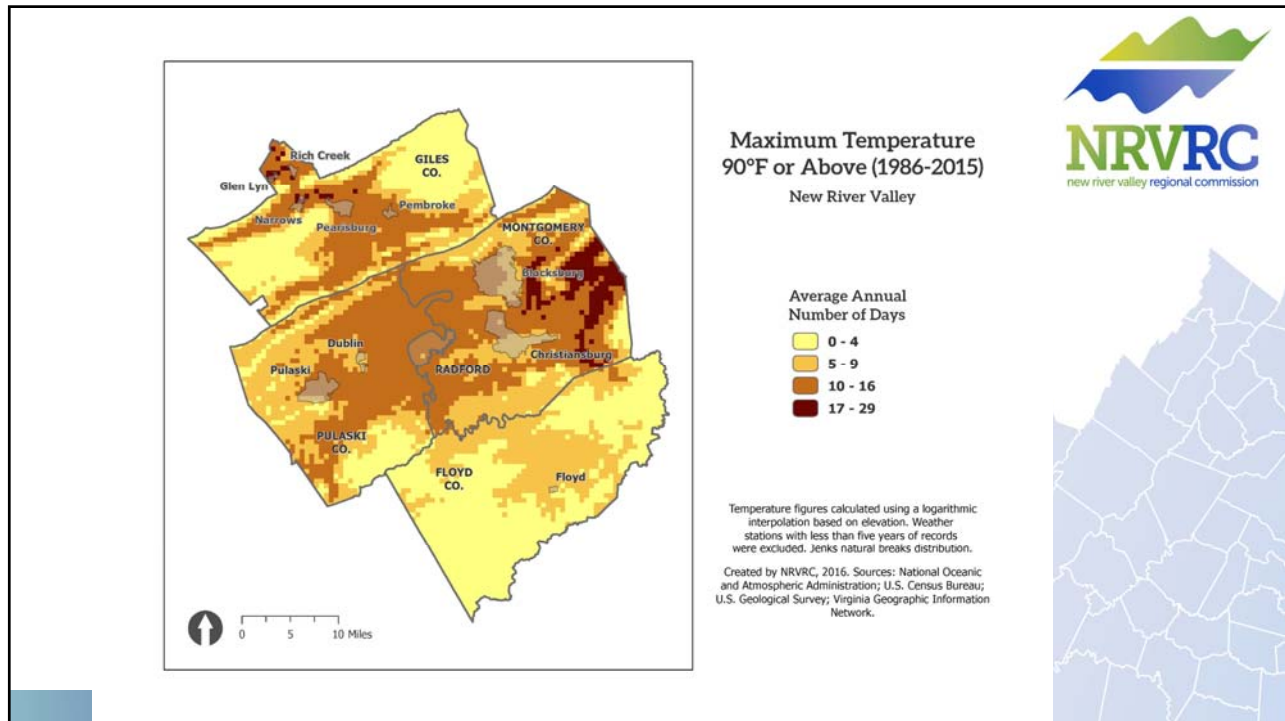 Rich Creek
GILES
CO.
Glen Lyn
Narrows
Pembroke
Pearisburg
MONTGOMERY
CO.
Blacksburg
Dublin
Christiansburg
Pulaski
RADFORD
PULASKI
CO.
FLOYD
CO.
Floyd
0 5 10 Miles
Maximum Temperature
90°F or Above (1986-2015)
New River Valley
Average Annual
Number of Days
0 - 4
5 - 9
10 - 16
17 - 29
Temperature figures calculated using a logarithmic
interpolation based on elevation. Weather
stations with less than five years of records
were excluded. Jenks natural breaks distribution.
Created by NRVRC, 2016. Sources: National Oceanic
and Atmospheric Administration; U.S. Census Bureau;
U.S. Geological Survey; Virginia Geographic Information
Network.
NRVRC
new river valley regional commission